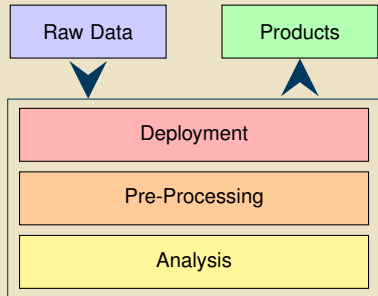 Raw Data
Products
Deployment
Pre-Processing
Analysis